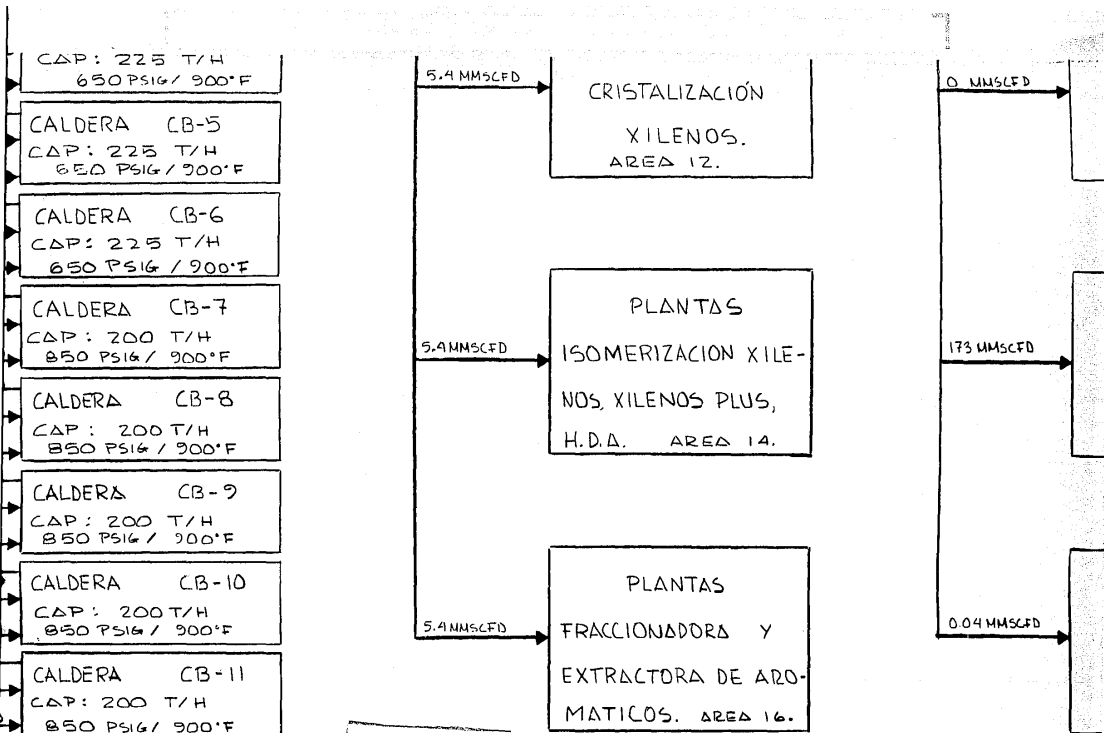 CAP: 225 T/H
650 PSIG/ 900°F
CALDERA CB-5
CAP: 225 T/H
650 PSIG/ 900°F
CALDERA CB-6
CAP: 225 T/H
650 PSIG / 900°F
CALDERA CB-7
CAP: 200 T/H
850 PSIG/ 900°F
CALDERA CB-8
CAP: 200 T/H
850 PSIG / 900°F
CALDERA CB-9
CAP: 200 T/H
850 PSIG / 900°F
CALDERA CB-10
CAP: 200 T/H
850 PSIG/ 900°F
CALDERA CB-11
CAP: 200 T/H
850 PSIG/ 900°F
5.4 MMSCFD
CRISTALIZACIÓN
XILENOS.
AREA 12.
5.4 MMSCFD
PLANTAS
ISOMERIZACION XILE-
NOS, XILENOS PLUS,
H.D.A. AREA 14.
5.4 MMSCFD
PLANTAS
FRACCIONADORA Y
EXTRACTORA DE ARO-
MATICOS. AREA 16.
0 MMSCFD
173 MMSCFD
0.04 MMSCFD